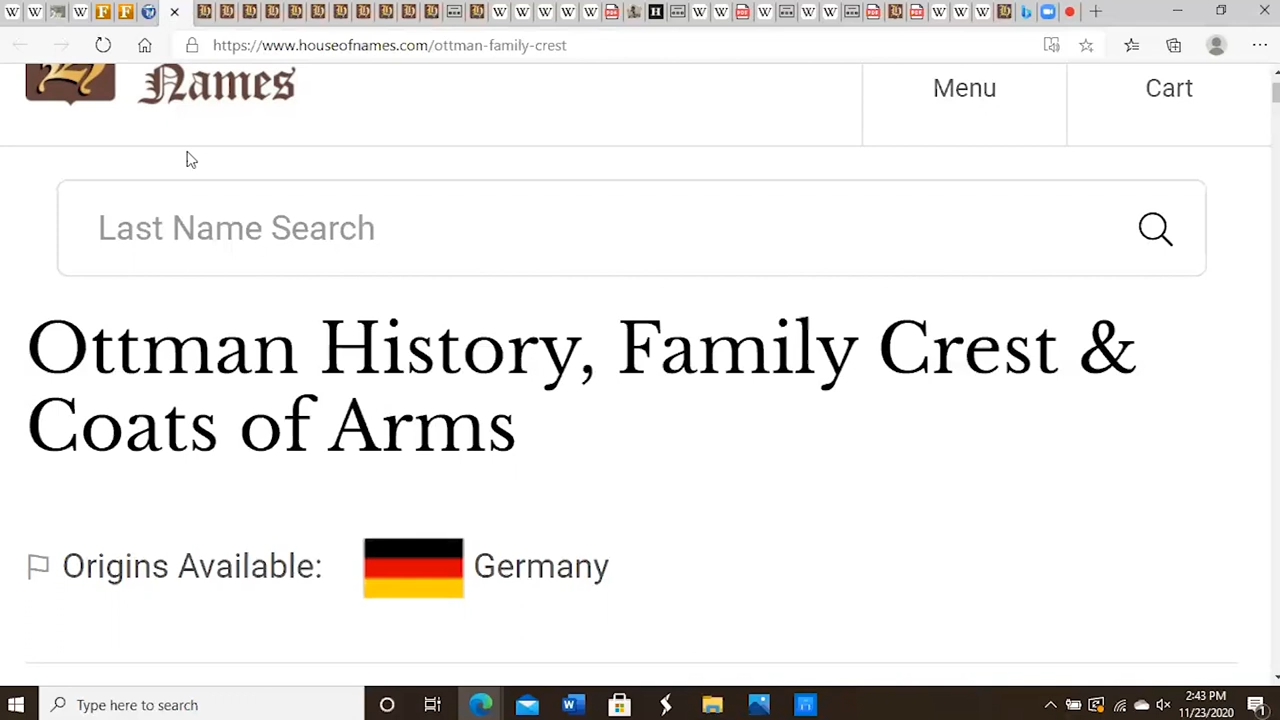 https://www.houseofnames.com/ottman-family-crest
Names
Menu
Cart
Last Name Search
Ottman History, Family Crest &
Coats of Arms
Origins Available:
Germany
Type here to search
2:43 PM
11/23/2020